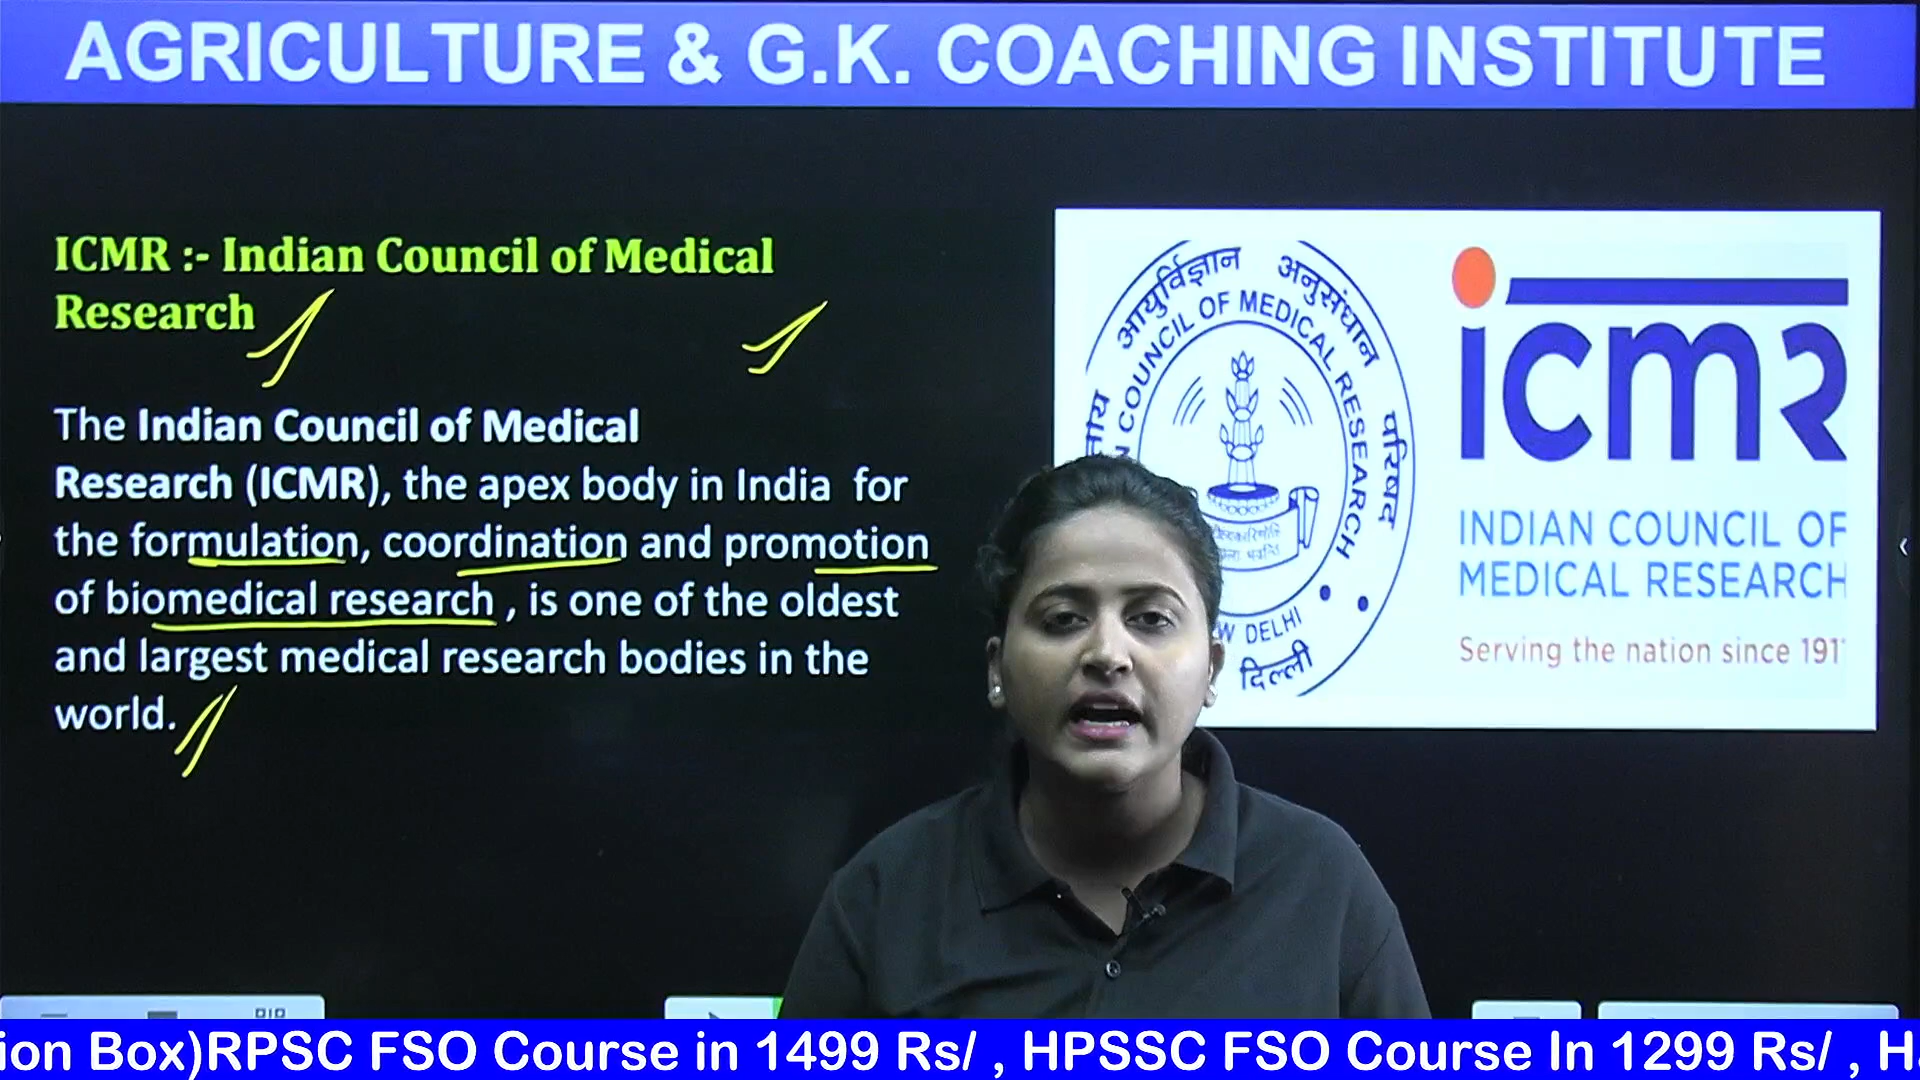 AGRICULTURE & G.K. COACHING INSTITUTE
ICMR :- Indian Council of Medical
Research
The Indian Council of Medical
Research (ICMR), the apex body in India for
the formulation, coordination and promotion
of biomedical research , is one of the oldest
and largest medical research bodies in the
world.
आयुर्विज्ञान अनुसंधान परिषद
COUNCIL OF MEDICAL RESEARCH
DELHI
दिल्ली
icmr
INDIAN COUNCIL OF
MEDICAL RESEARCH
Serving the nation since 191
Box)RPSC FSO Course in 1499 Rs/ , HPSSC FSO Course In 1299 Rs/ ,